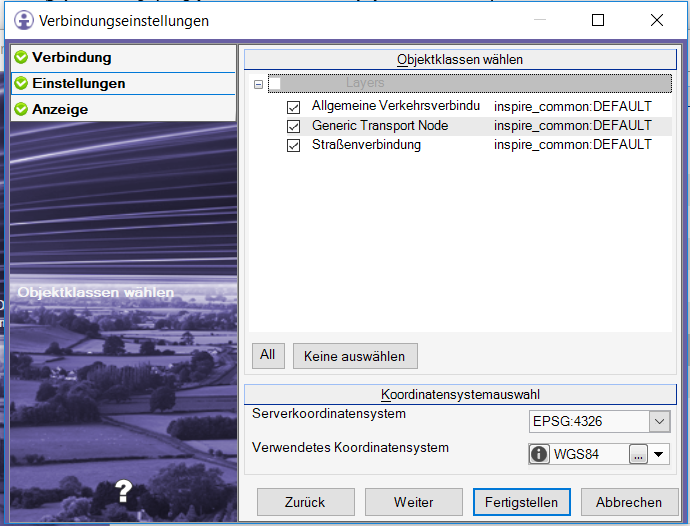 Verbindungseinstellungen
Verbindung
Einstellungen
Anzeige
Objektklassen wählen
Objektklassen wählen
Layers
Allgemeine Verkehrsverbindu inspire_common:DEFAULT
Generic Transport Node inspire_common:DEFAULT
Straßenverbindung inspire_common:DEFAULT
All Keine auswählen
Koordinatensystemauswahl
Serverkoordinatensystem EPSG:4326
Verwendetes Koordinatensystem WGS84 ...
?
Zurück Weiter Fertigstellen Abbrechen